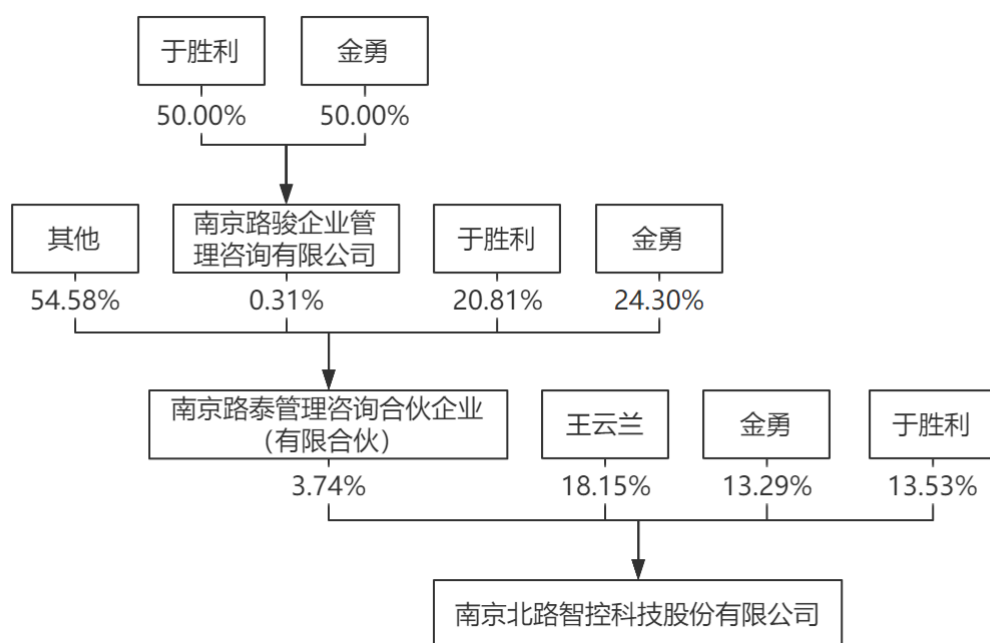 于胜利
金勇
50.00%
50.00%
其他
南京路骏企业管
理咨询有限公司
于胜利
金勇
54.58%
0.31%
20.81%
24.30%
南京路泰管理咨询合伙企业
（有限合伙）
王云兰
金勇
于胜利
3.74%
18.15%
13.29%
13.53%
南京北路智控科技股份有限公司